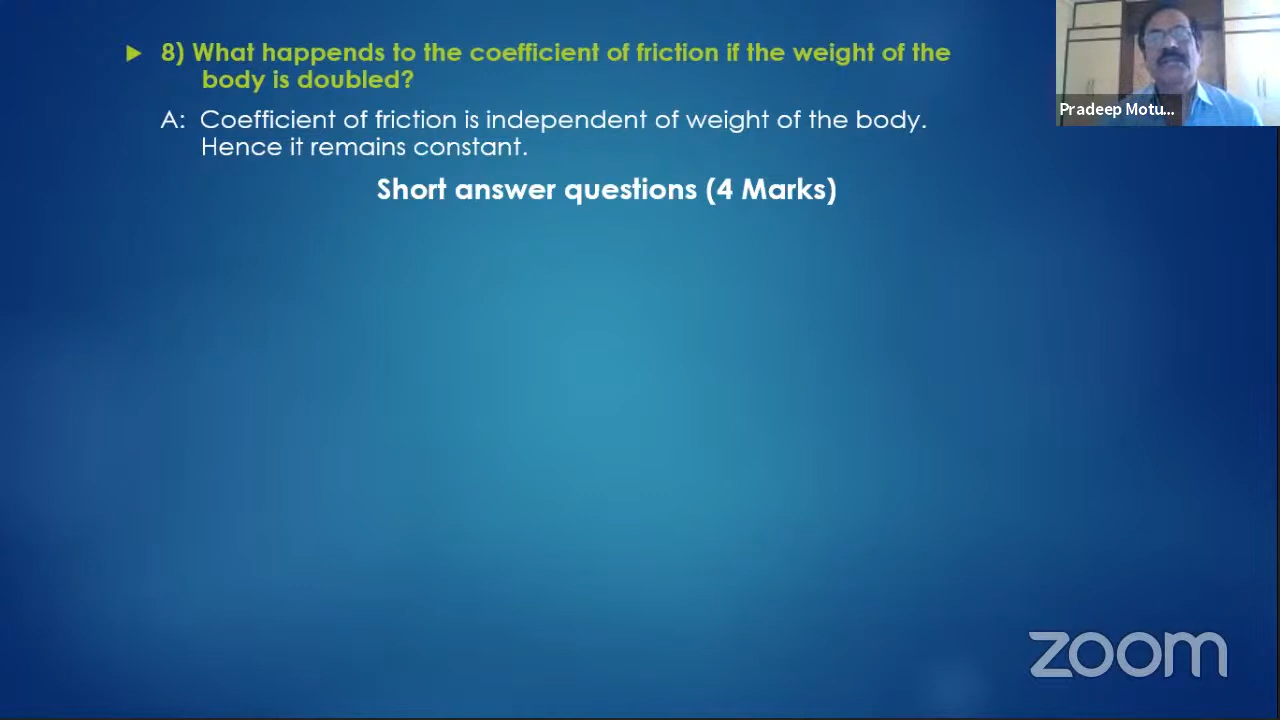 8) What happends to the coefficient of friction if the weight of the
body is doubled?
A: Coefficient of friction is independent of weight of the body.
Hence it remains constant.
Short answer questions (4 Marks)
Pradeep Motu...
zoom